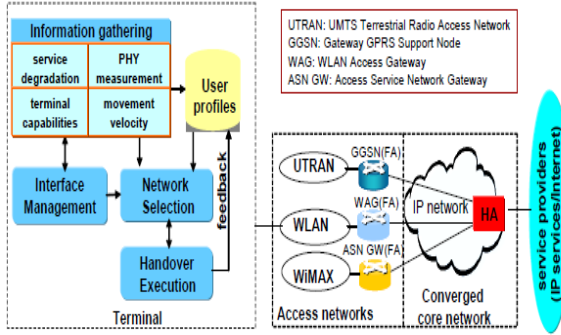 Information gathering
service
degradation
PHY
measurement
terminal
capabilities
movement
velocity
User
profiles
Interface
Management
Network
Selection
Handover
Execution
feedback
Terminal
UTRAN: UMTS Terrestrial Radio Access Network
GGSN: Gateway GPRS Support Node
WAG: WLAN Access Gateway
ASN GW: Access Service Network Gateway
UTRAN
GGSN(FA)
WLAN
WAG(FA)
WiMAX
ASN GW(FA)
Access networks
IP network
HA
Converged
core network
service providers
(IP services/Internet)